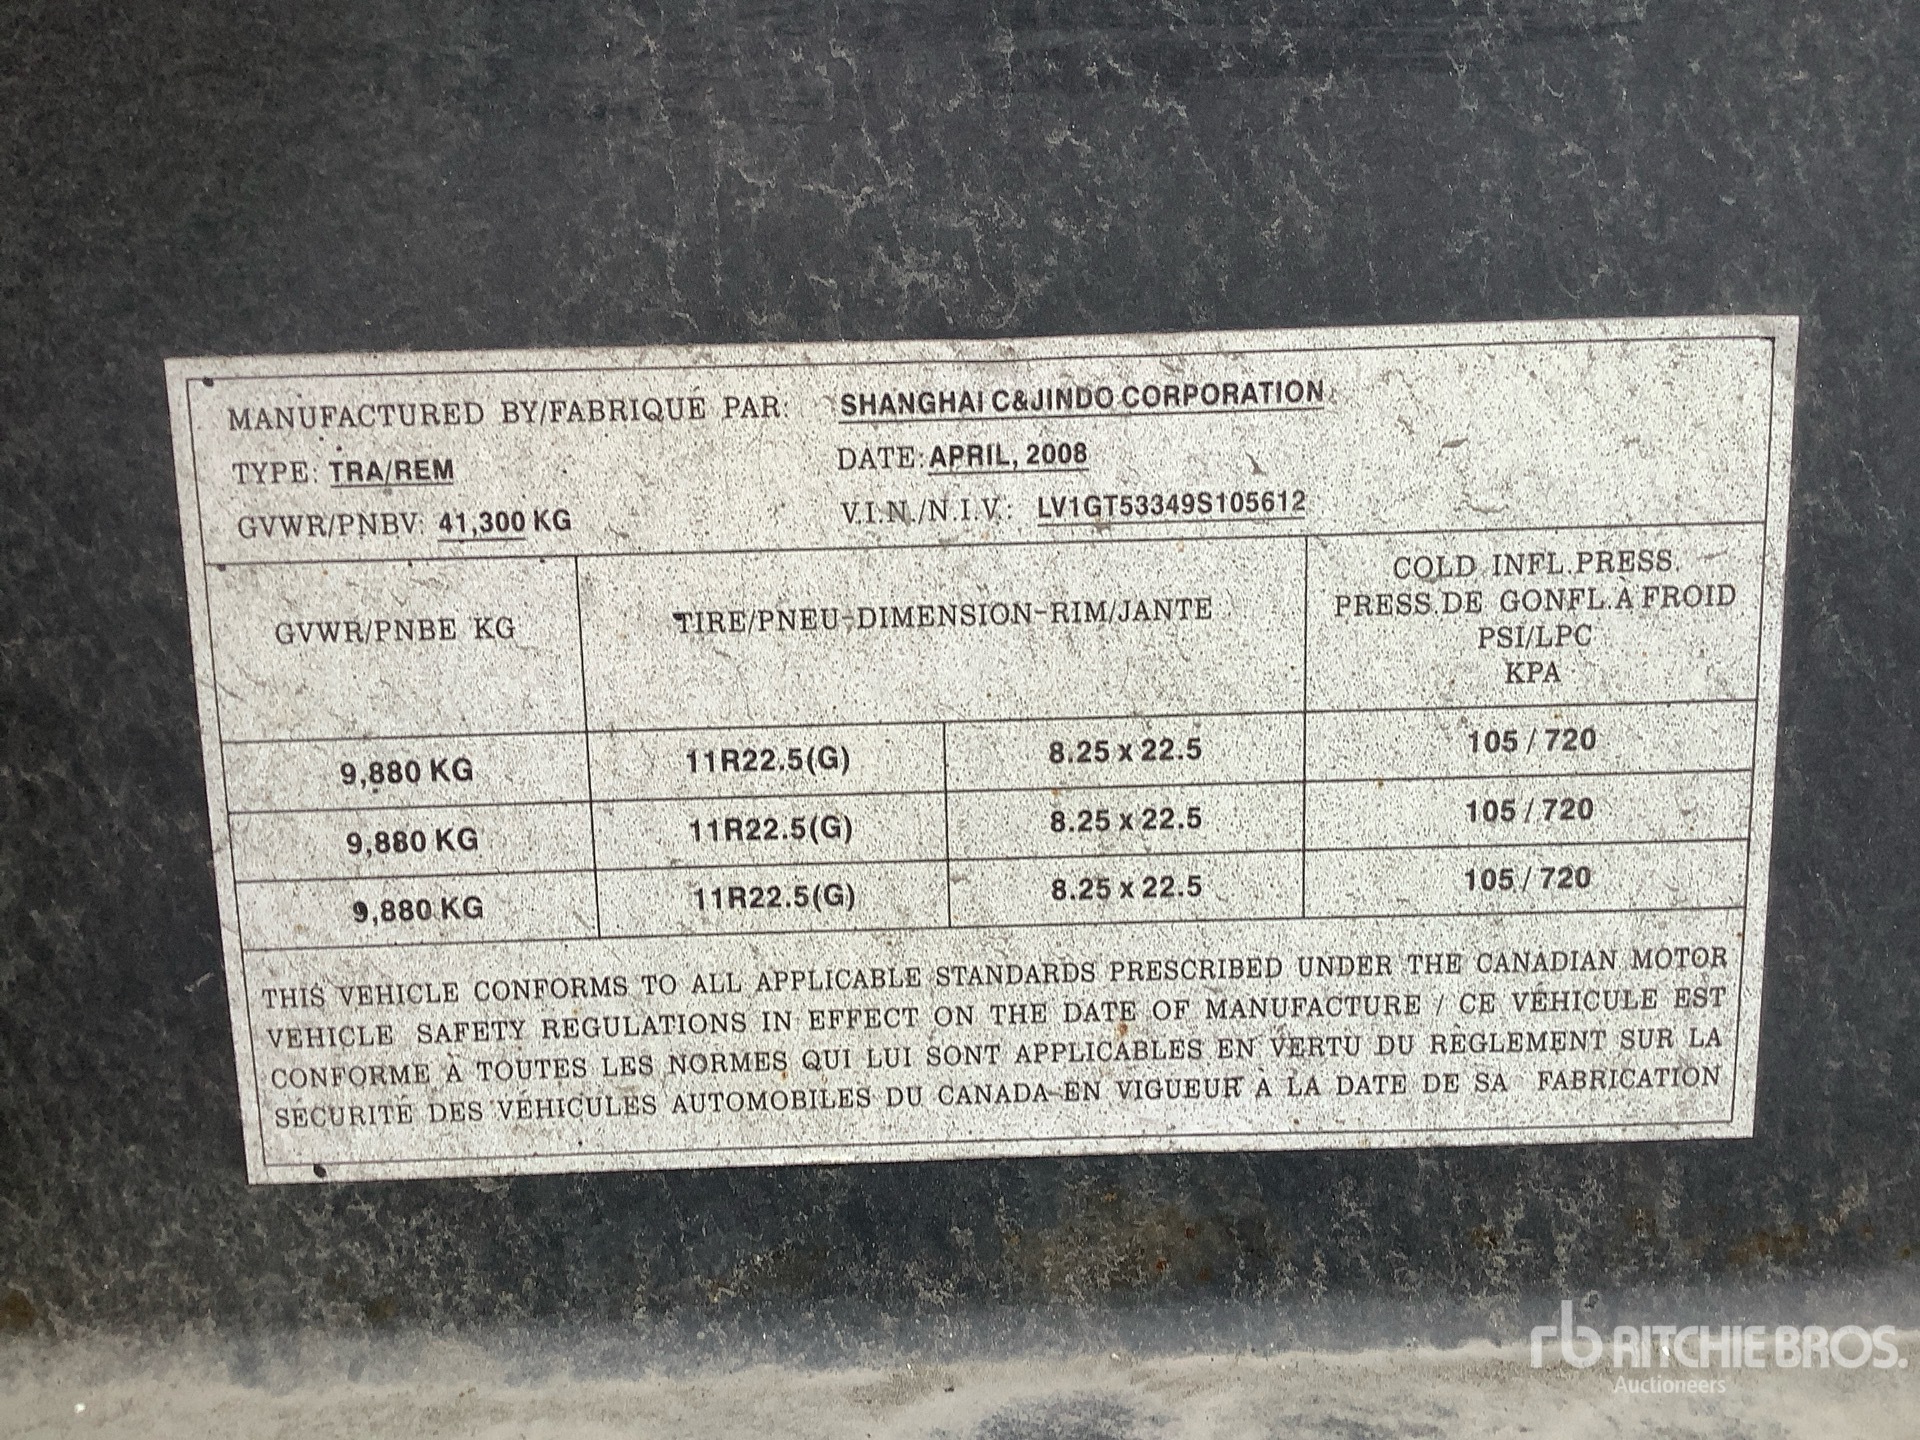 MANUFACTURED BY/FABRIQUÉ PAR: SHANGHAI C&JINDO CORPORATION
TYPE: TRA/REM DATE: APRIL, 2008
GVWR/PNBV: 41,300 KG V.I.N./N.I.V.: LV1GT53349S105612
GVWR/PNBE KG TIRE/PNEU-DIMENSION-RIM/JANTE COLD INFL.PRESS.
PRESS.DE GONFL.À FROID
PSI/LPC
KPA
9,880 KG 11R22.5(G) 8.25 x 22.5 105 / 720
9,880 KG 11R22.5(G) 8.25 x 22.5 105 / 720
9,880 KG 11R22.5(G) 8.25 x 22.5 105 / 720
THIS VEHICLE CONFORMS TO ALL APPLICABLE STANDARDS PRESCRIBED UNDER THE CANADIAN MOTOR
VEHICLE SAFETY REGULATIONS IN EFFECT ON THE DATE OF MANUFACTURE / CE VÉHICULE EST
CONFORME À TOUTES LES NORMES QUI LUI SONT APPLICABLES EN VERTU DU RÈGLEMENT SUR LA
SÉCURITÉ DES VÉHICULES AUTOMOBILES DU CANADA EN VIGUEUR À LA DATE DE SA FABRICATION
rb RITCHIE BROS.
Auctioneers